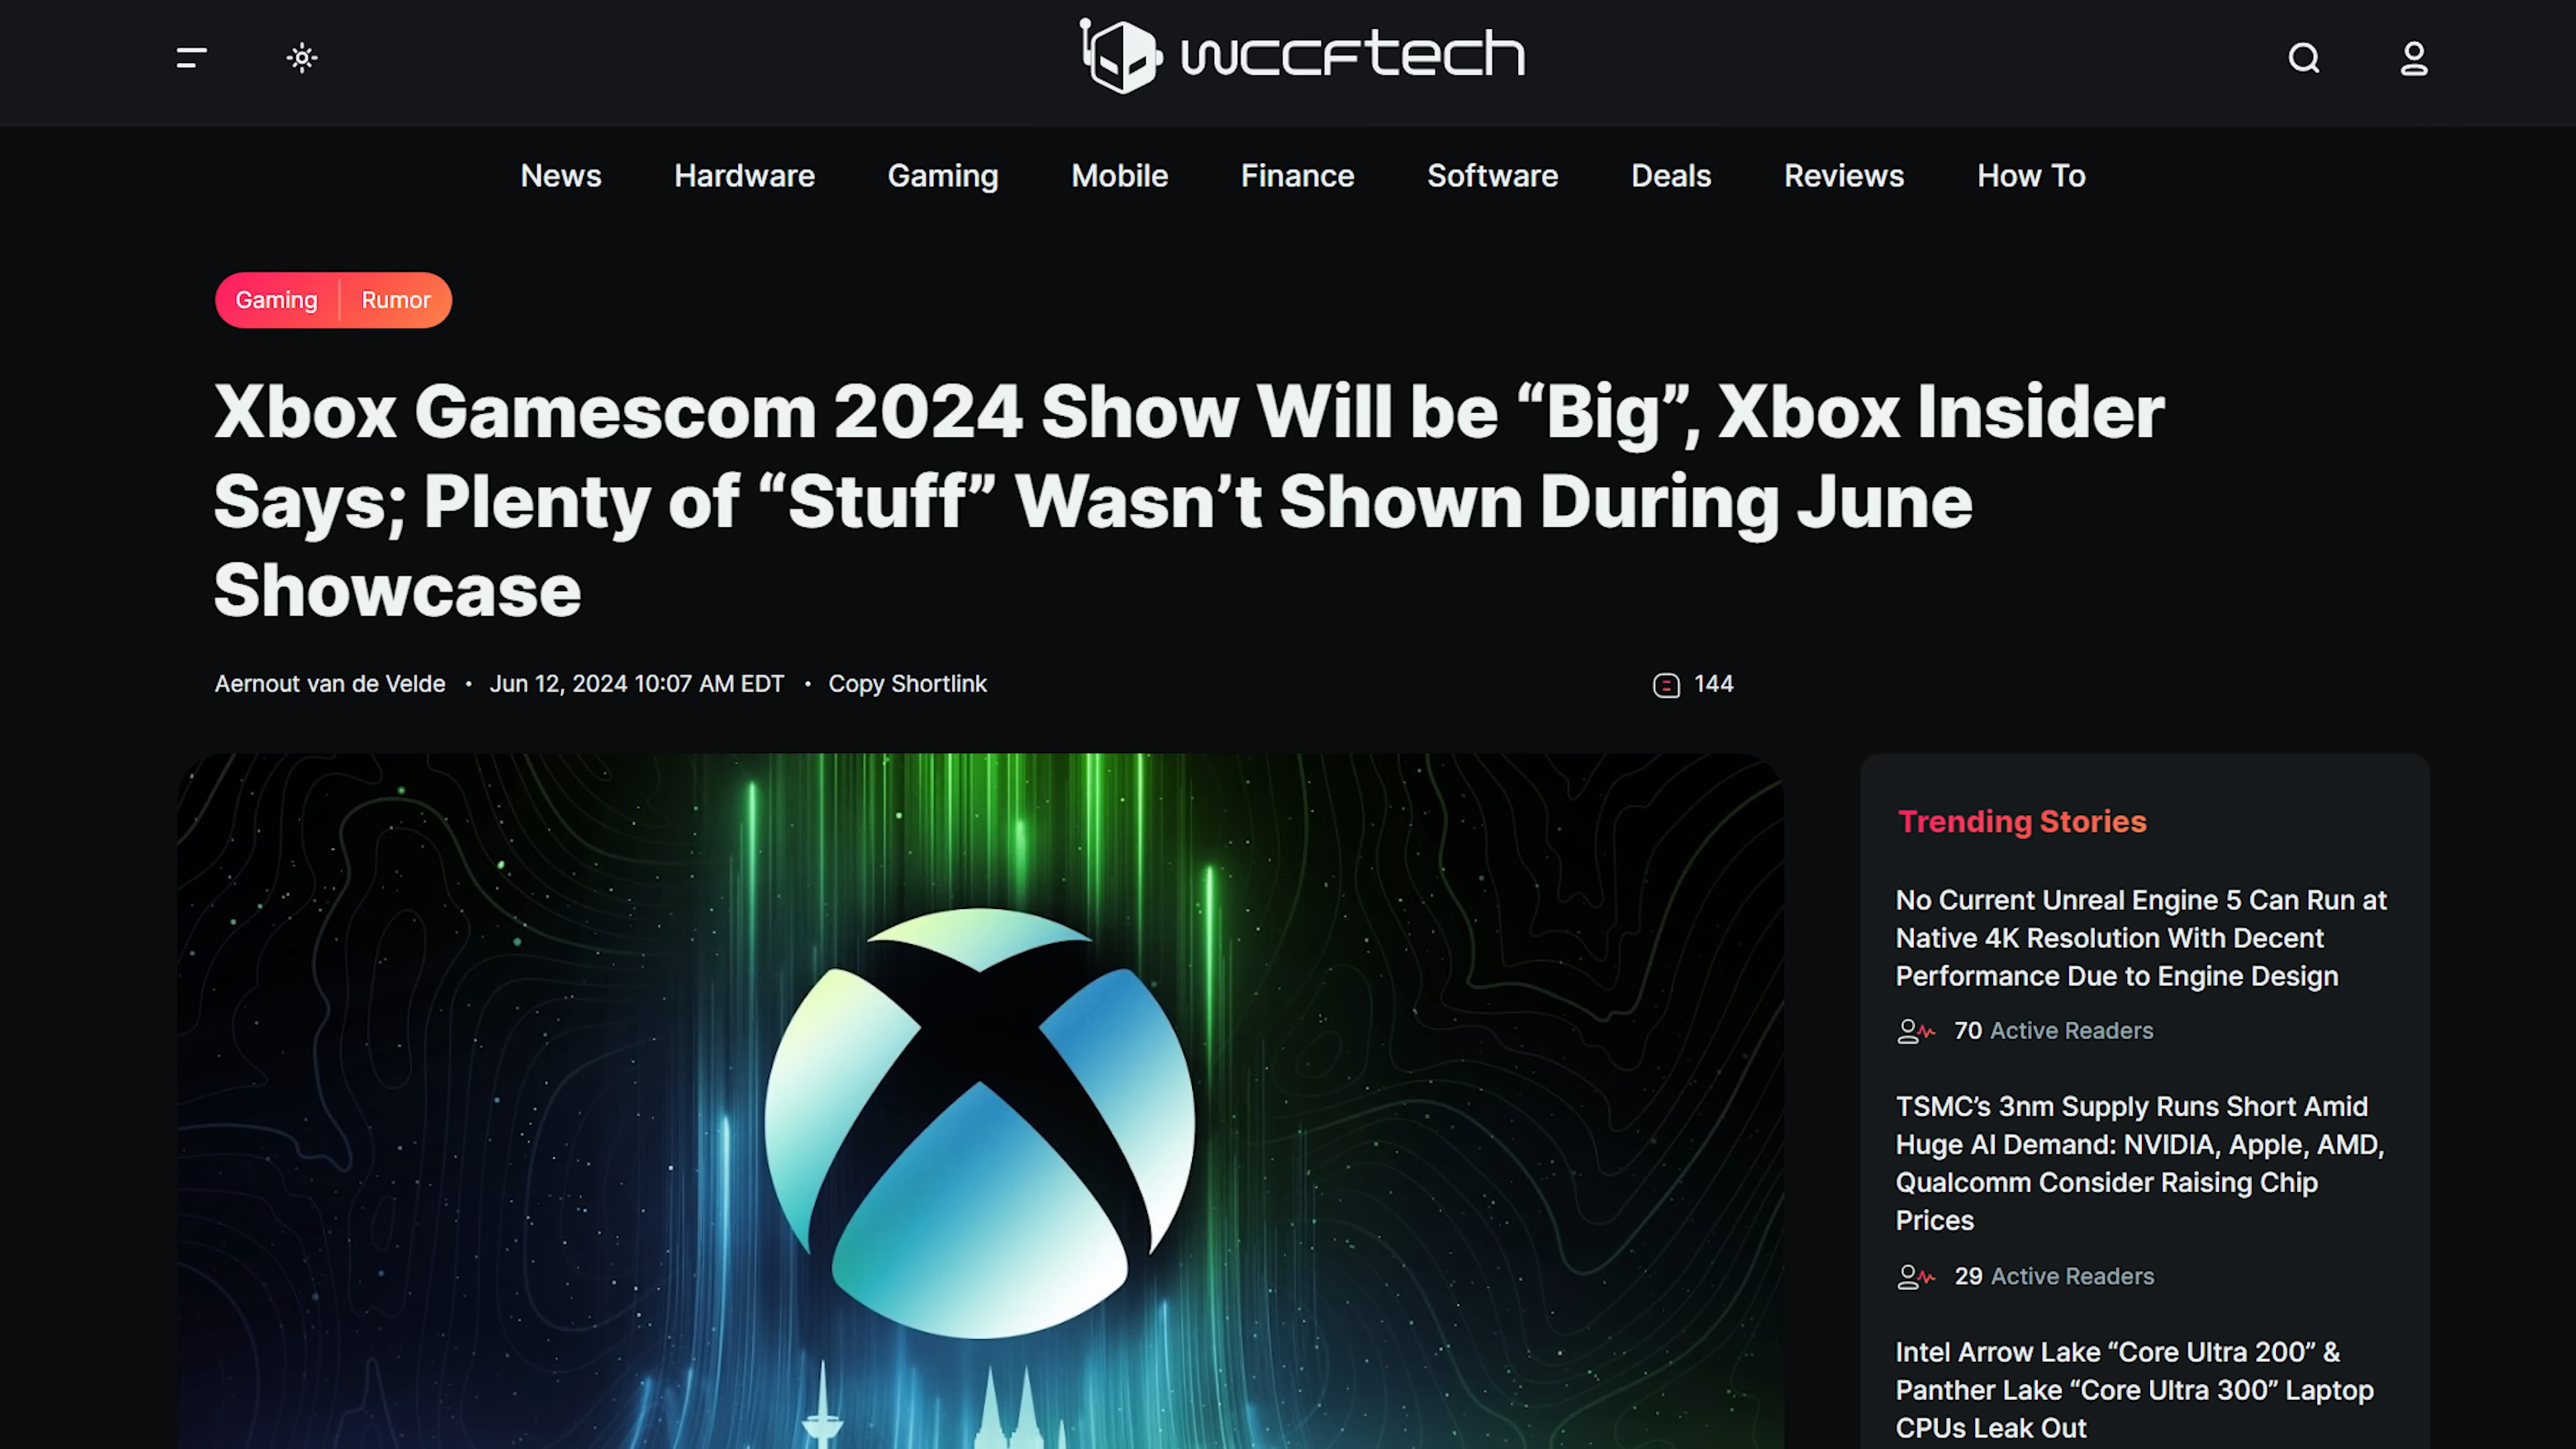 wccftech
News Hardware Gaming Mobile Finance Software Deals Reviews How To
Gaming Rumor
Xbox Gamescom 2024 Show Will be “Big”, Xbox Insider
Says; Plenty of “Stuff” Wasn’t Shown During June
Showcase
Aernout van de Velde • Jun 12, 2024 10:07 AM EDT • Copy Shortlink
144
Trending Stories
No Current Unreal Engine 5 Can Run at
Native 4K Resolution With Decent
Performance Due to Engine Design
70 Active Readers
TSMC’s 3nm Supply Runs Short Amid
Huge AI Demand: NVIDIA, Apple, AMD,
Qualcomm Consider Raising Chip
Prices
29 Active Readers
Intel Arrow Lake “Core Ultra 200” &
Panther Lake “Core Ultra 300” Laptop
CPUs Leak Out